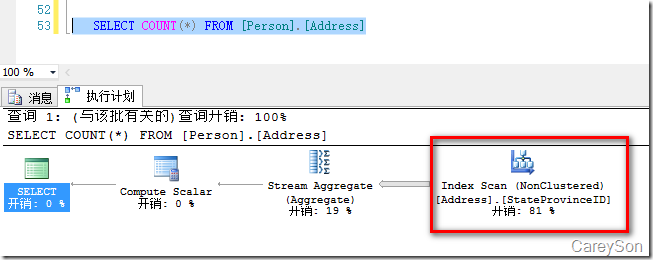 52
53 SELECT COUNT(*) FROM [Person].[Address]
100 %
消息 执行计划
查询 1: (与该批有关的)查询开销: 100%
SELECT COUNT(*) FROM [Person].[Address]
SELECT
开销: 0 %
Compute Scalar
开销: 0 %
Stream Aggregate
(Aggregate)
开销: 19 %
Index Scan (NonClustered)
[Address].[StateProvinceID]
开销: 81 %
CareySon